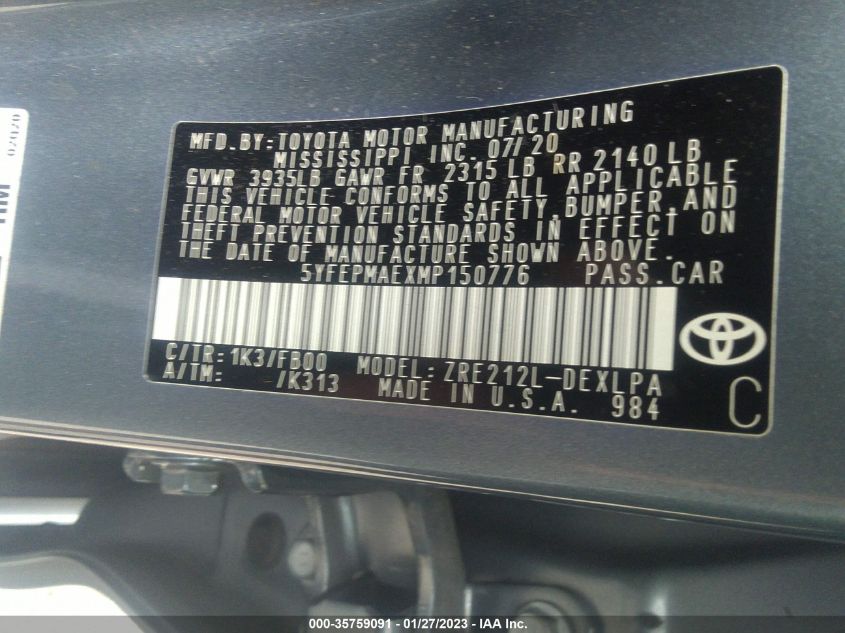 MFD.BY:TOYOTA MOTOR MANUFACTURING
MISSISSIPPI INC. 07/20
GVWR 3935LB GAWR FR 2315 LB RR 2140 LB
THIS VEHICLE CONFORMS TO ALL APPLICABLE
FEDERAL MOTOR VEHICLE SAFETY,BUMPER,AND
THEFT PREVENTION STANDARDS IN EFFECT ON
THE DATE OF MANUFACTURE SHOWN ABOVE.
5YFEPMAEXMP150776 PASS.CAR
C/TR:1K3/FB00 MODEL:ZRE212L-DEXLPA
A/TM: /K313 MADE IN U.S.A. 984
C
02020
000-35759091 - 01/27/2023 - IAA Inc.